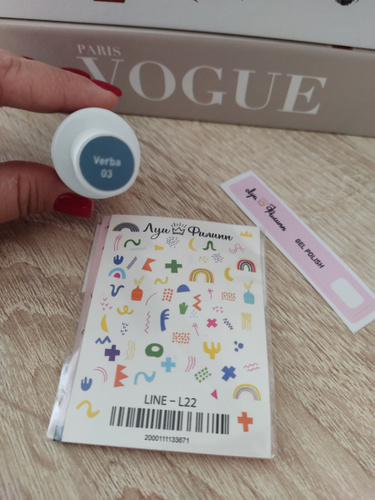 PARIS
VOGUE
Verba
03
Луи Филипп
Луи Филипп
GEL POLISH
LINE - L22
2000111133671